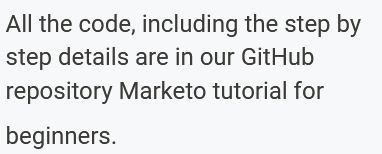 All the code, including the step by
step details are in our GitHub
repository Marketo tutorial for
beginners.